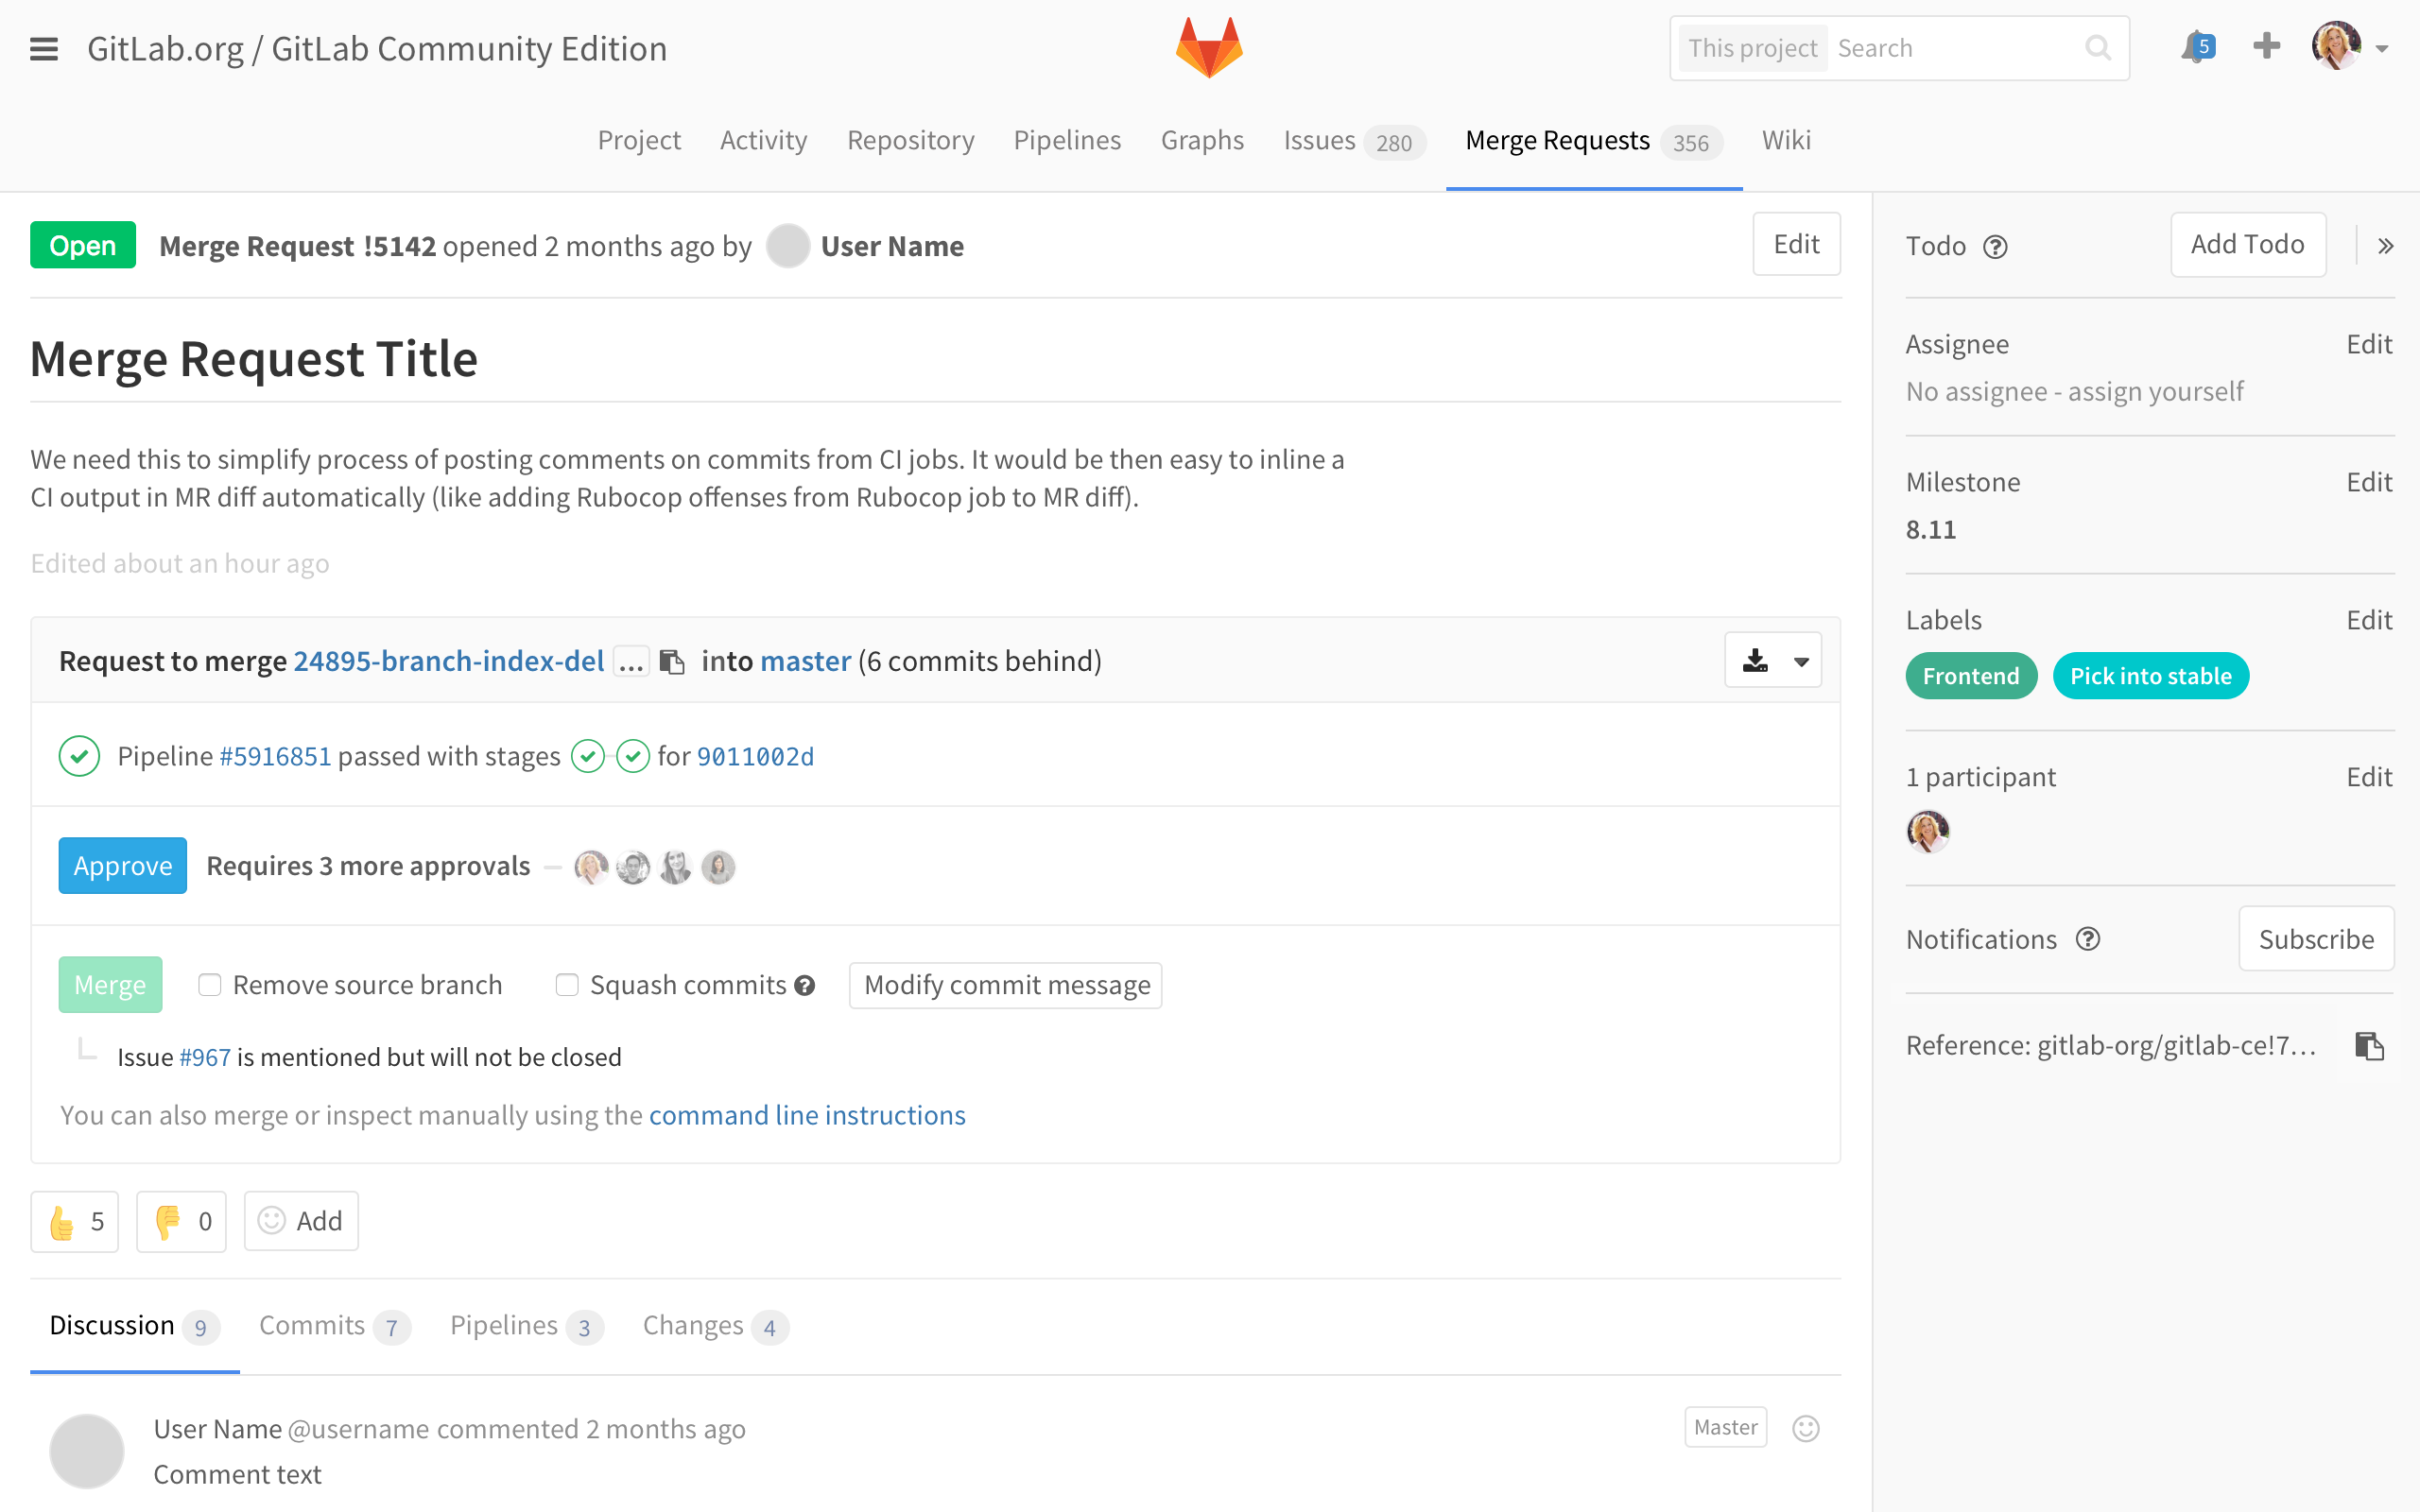 GitLab.org / GitLab Community Edition
This project Search
5
Project Activity Repository Pipelines Graphs Issues 280 Merge Requests 356 Wiki
Open Merge Request !5142 opened 2 months ago by User Name Edit
Merge Request Title
We need this to simplify process of posting comments on commits from CI jobs. It would be then easy to inline a
CI output in MR diff automatically (like adding Rubocop offenses from Rubocop job to MR diff).
Edited about an hour ago
Request to merge 24895-branch-index-del ... into master (6 commits behind)
Pipeline #5916851 passed with stages for 9011002d
Approve Requires 3 more approvals
Merge Remove source branch Squash commits Modify commit message
Issue #967 is mentioned but will not be closed
You can also merge or inspect manually using the command line instructions
5 0 Add
Discussion 9 Commits 7 Pipelines 3 Changes 4
User Name @username commented 2 months ago Master
Comment text
Todo Add Todo
Assignee Edit
No assignee - assign yourself
Milestone Edit
8.11
Labels Edit
Frontend Pick into stable
1 participant Edit
Notifications Subscribe
Reference: gitlab-org/gitlab-ce!7...